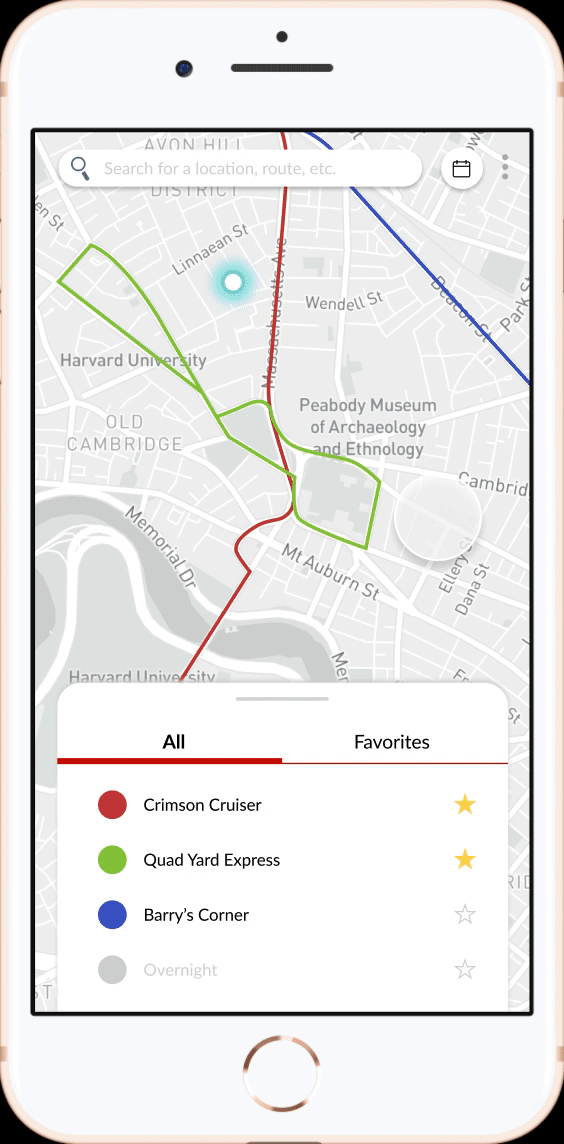 AVON HILL
Search for a location, route, etc.
DISTRICT
Linnaean St
Massachusetts Ave
Wendell St
Beacon St
Park St
Harvard University
Peabody Museum
of Archaeology
and Ethnology
OLD
CAMBRIDGE
Cambrid
Memorial Dr
Mt Auburn St
Ellery S
Dana St
Harvard University
Mer
St
All
Favorites
Crimson Cruiser
Quad Yard Express
Barry's Corner
Overnight
ST